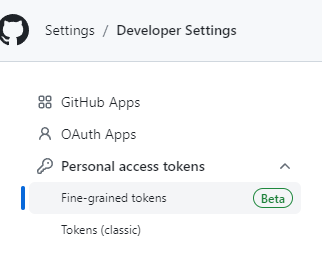 Settings / Developer Settings
GitHub Apps
OAuth Apps
Personal access tokens
Fine-grained tokens Beta
Tokens (classic)